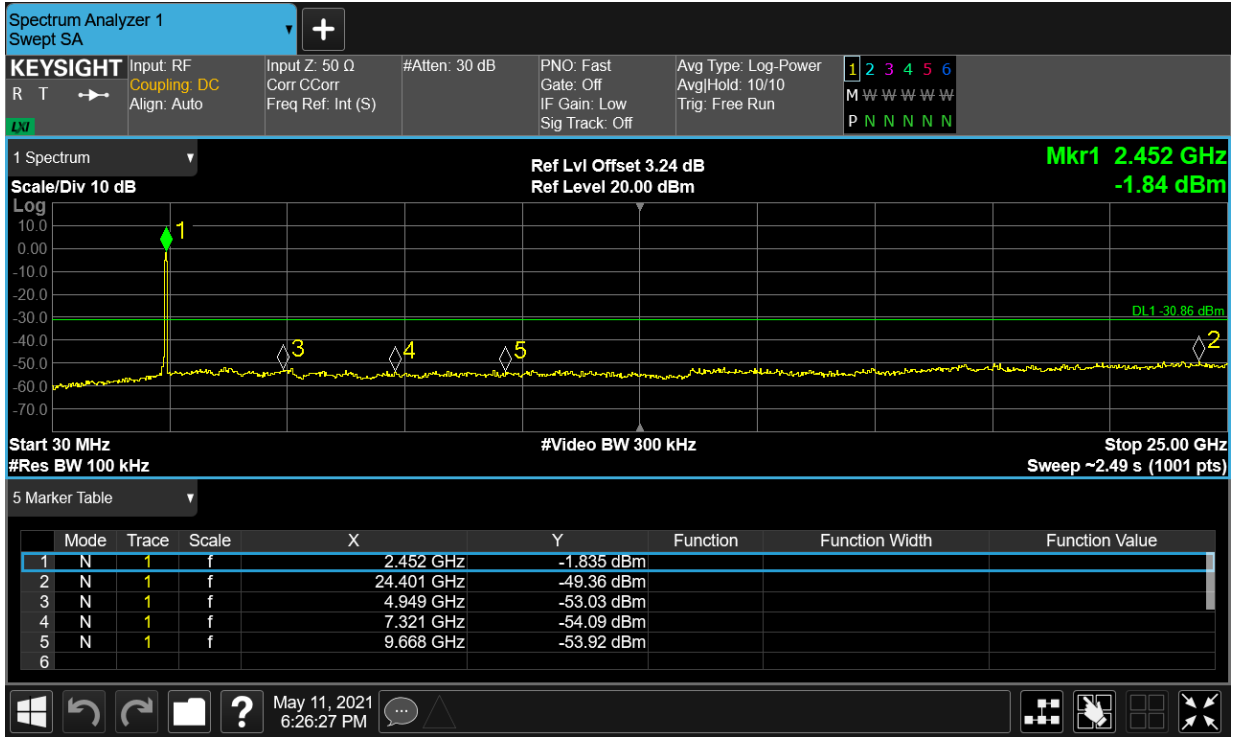 Spectrum Analyzer 1
Swept SA
KEYSIGHT
R T
LXI
Input: RF
Coupling: DC
Align: Auto
Input Z: 50 Ω
Corr CCorr
Freq Ref: Int (S)
#Atten: 30 dB
PNO: Fast
Gate: Off
IF Gain: Low
Sig Track: Off
Avg Type: Log-Power
Avg|Hold: 10/10
Trig: Free Run
1 2 3 4 5 6
M W W W W W
P N N N N N
1 Spectrum
Scale/Div 10 dB
Ref Lvl Offset 3.24 dB
Ref Level 20.00 dBm
Mkr1 2.452 GHz
-1.84 dBm
Log
10.0
0.00
-10.0
-20.0
-30.0
-40.0
-50.0
-60.0
-70.0
1
DL1 -30.86 dBm
3
4
5
2
Start 30 MHz
#Video BW 300 kHz
Stop 25.00 GHz
#Res BW 100 kHz
Sweep ~2.49 s (1001 pts)
5 Marker Table
Mode Trace Scale X Y Function Function Width Function Value
1 N 1 f 2.452 GHz -1.835 dBm
2 N 1 f 24.401 GHz -49.36 dBm
3 N 1 f 4.949 GHz -53.03 dBm
4 N 1 f 7.321 GHz -54.09 dBm
5 N 1 f 9.668 GHz -53.92 dBm
6
?
May 11, 2021
6:26:27 PM